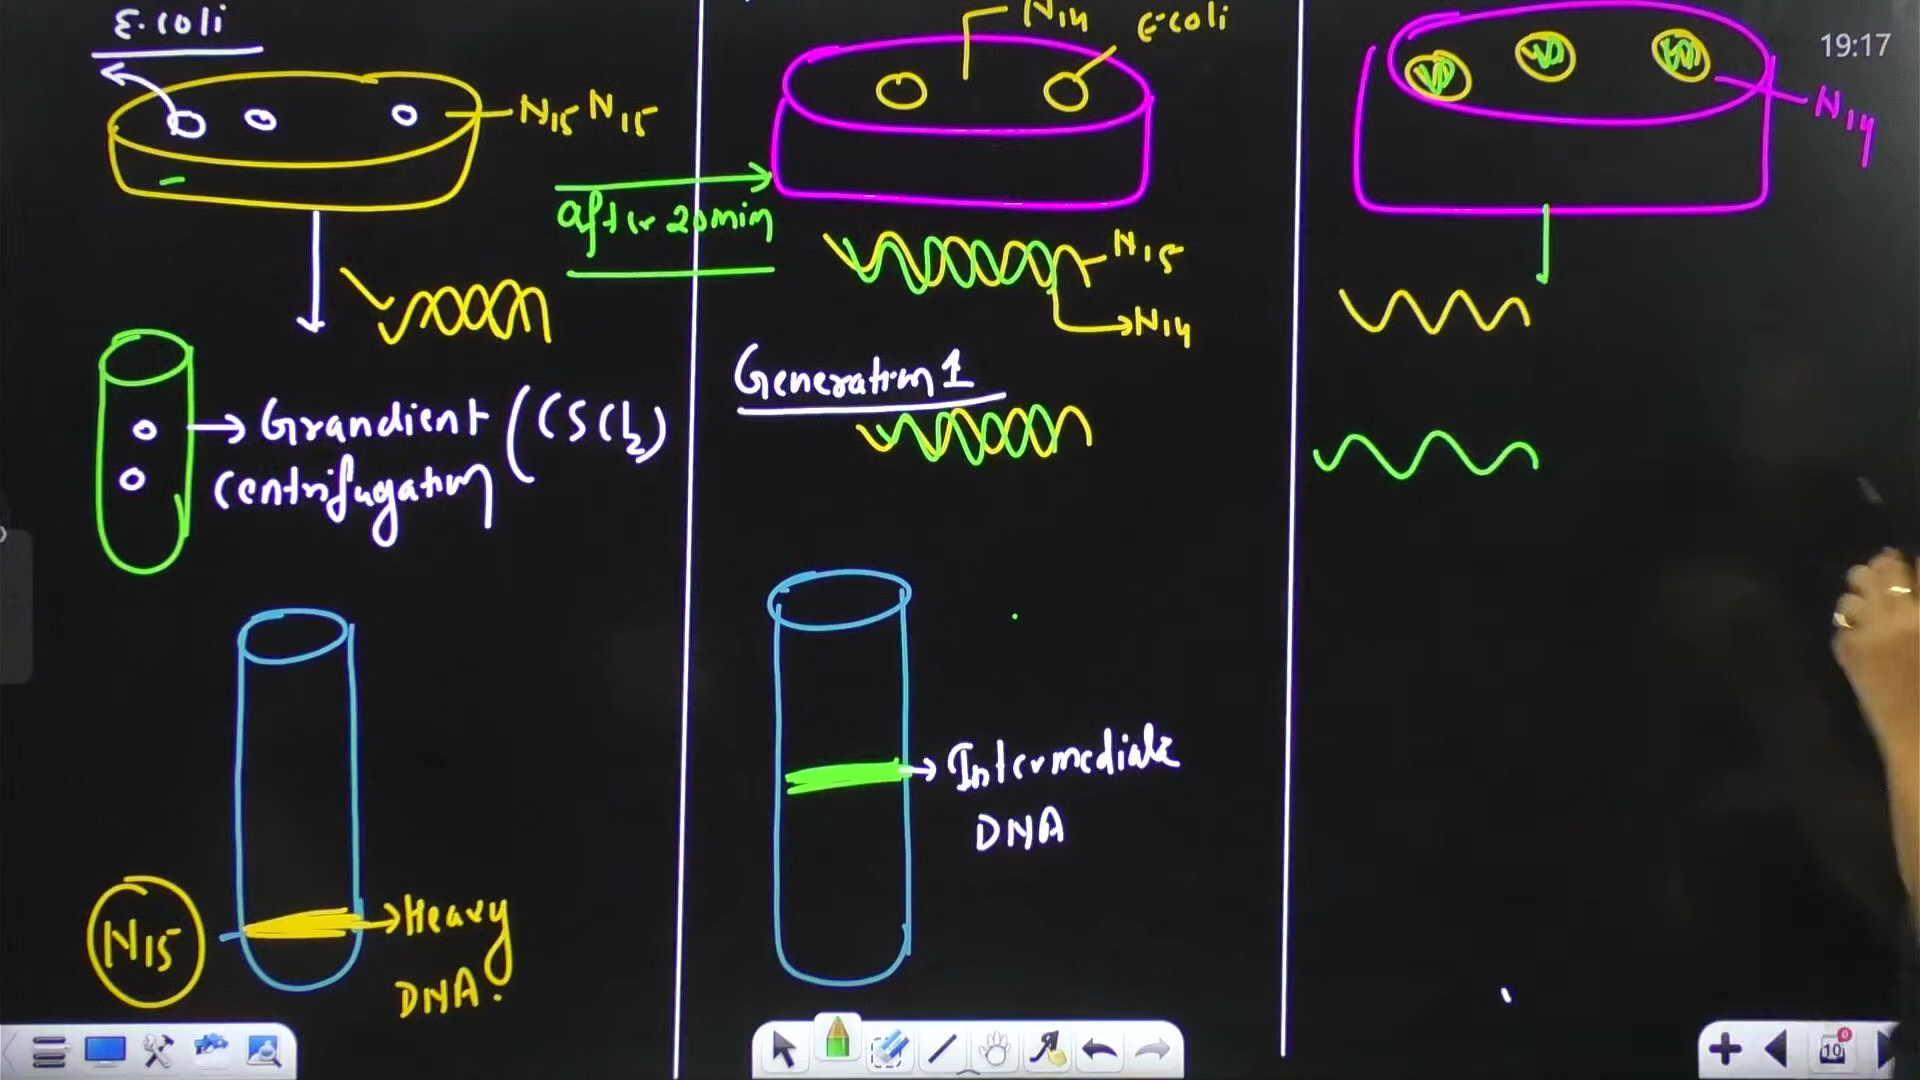 E.coli
N15 N15
after 20min
Grandient (CSCl2)
Centrifugation
N15
Heavy
DNA.
N14
E-coli
N15
N14
Generation 1
Intermediate
DNA
19:17
N14
10